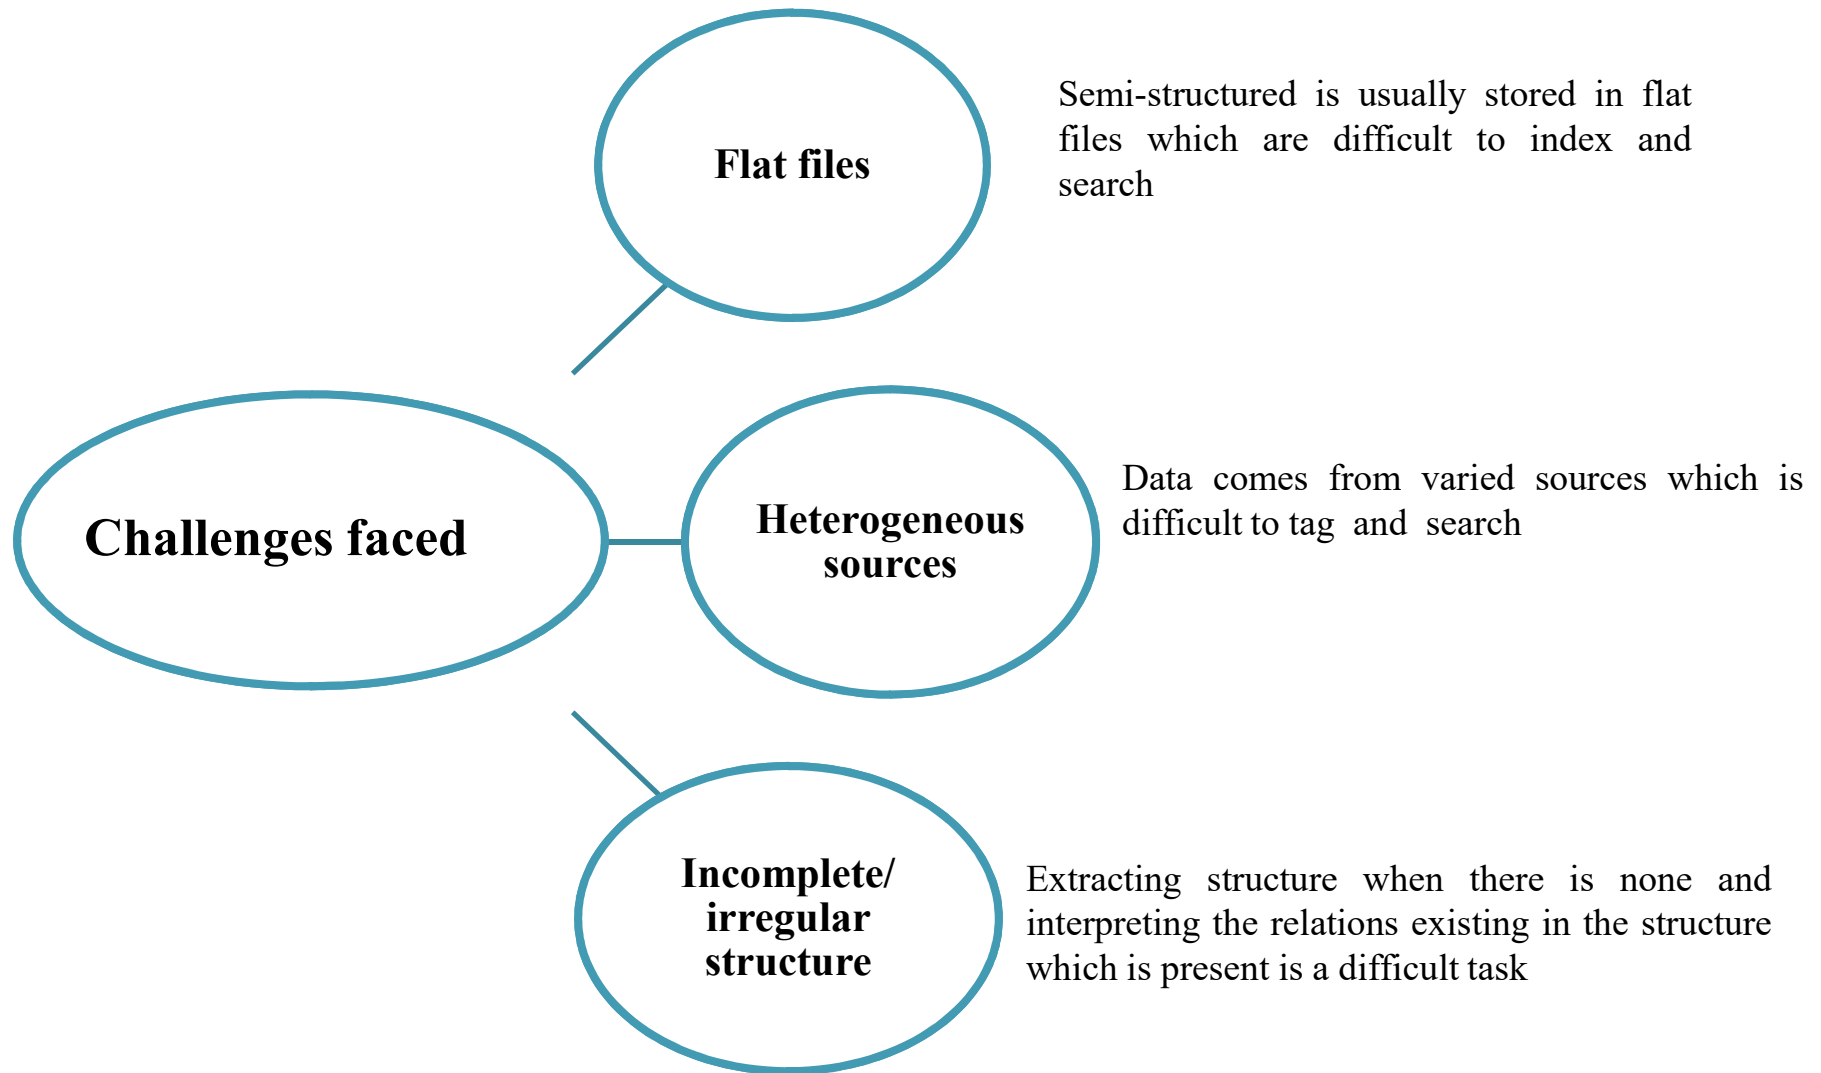 Flat files
Semi-structured is usually stored in flat
files which are difficult to index and
search
Challenges faced
Heterogeneous
sources
Data comes from varied sources which is
difficult to tag and search
Incomplete/
irregular
structure
Extracting structure when there is none and
interpreting the relations existing in the structure
which is present is a difficult task